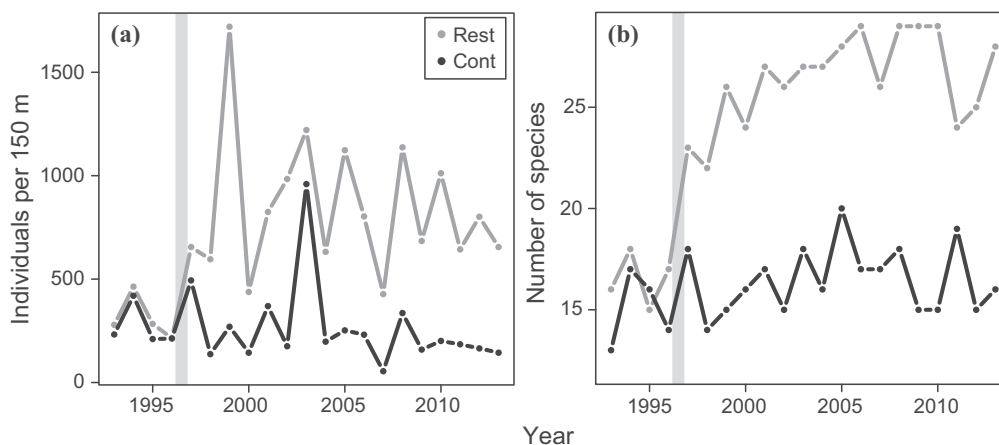 (a)
Rest
Cont
Individuals per 150 m
1500
1000
500
0
1995
2000
2005
2010
(b)
Number of species
25
20
15
1995
2000
2005
2010
Year